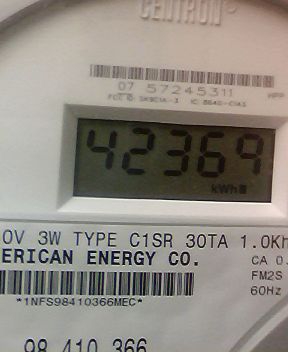 CENTRON
07 57245311
42369
kWh
0V 3W TYPE C1SR 30TA 1.0Kh
ERICAN ENERGY CO.
CA 0.
FM2S
60Hz
*1NFS98410366MEC*
98 410 366